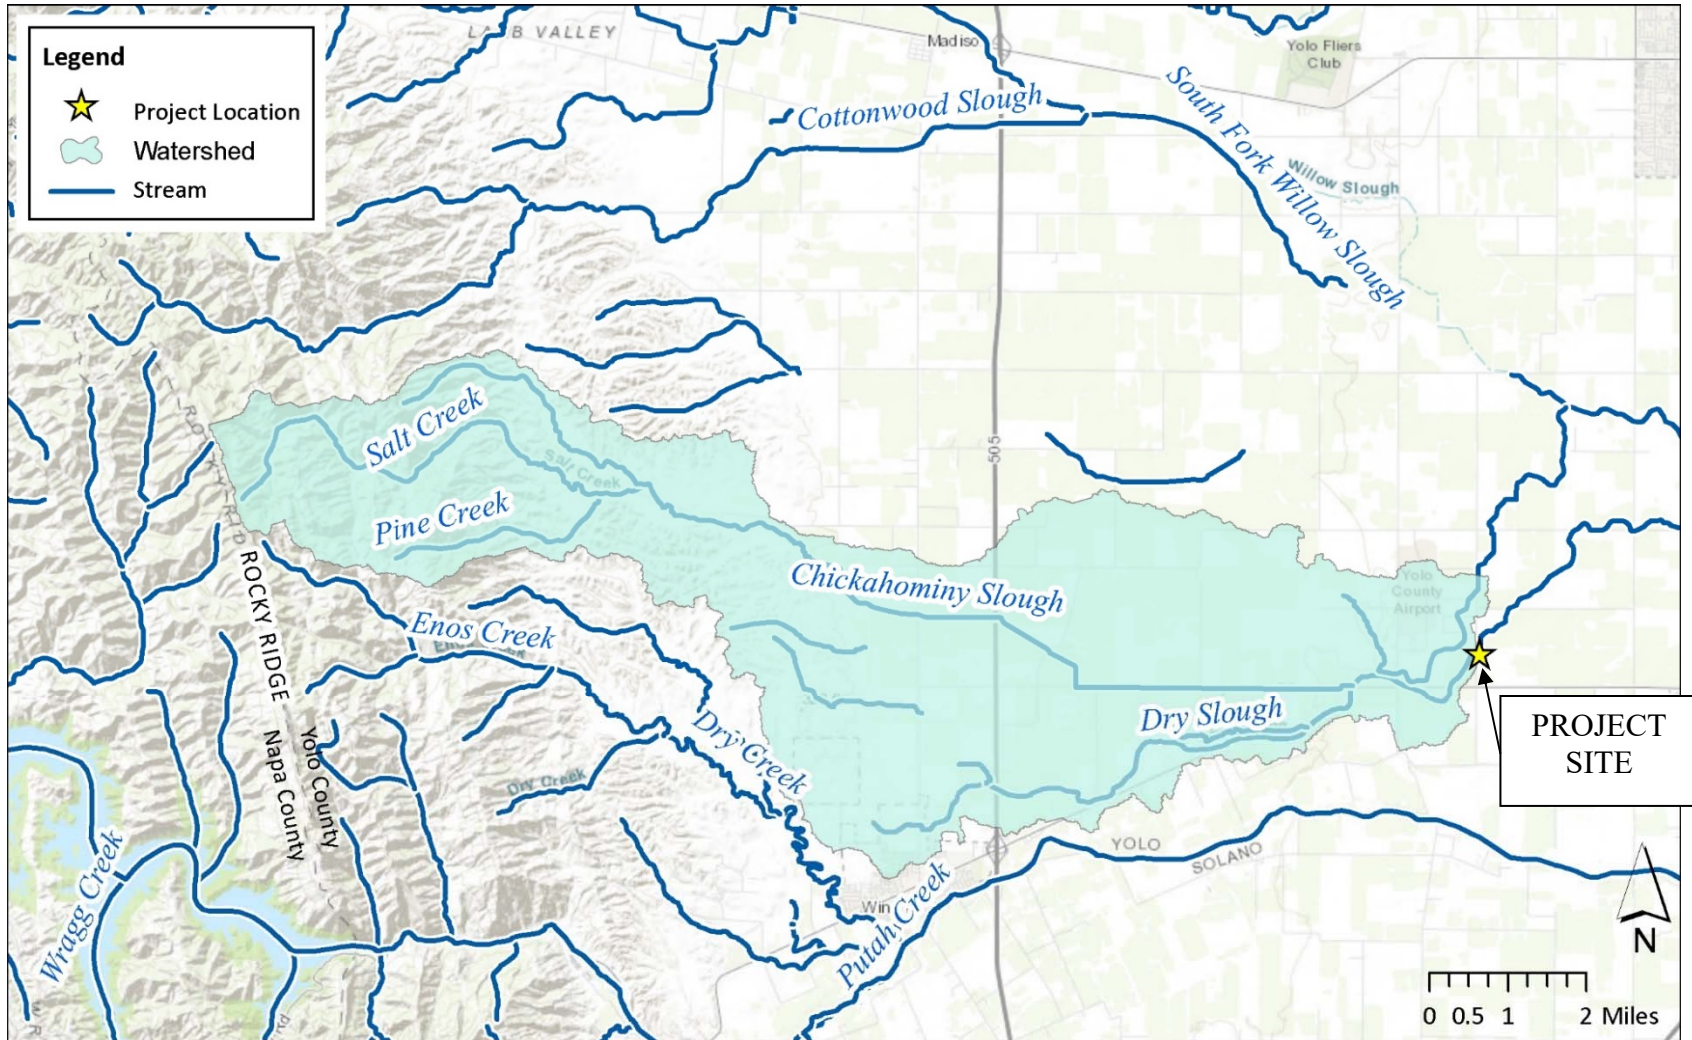 Legend
Project Location
Watershed
Stream
Madiso
Yolo Fliers
Club
Cottonwood Slough
South Fork Willow Slough
Willow Slough
505
Salt Creek
Salt Creek
Pine Creek
ROCKY RIDGE
Enos Creek
Chickahominy Slough
Yolo
County
Airport
Dry Slough
Dry Creek
Dry Creek
PROJECT
SITE
Yolo County
Napa County
Wragg Creek
YOLO
SOLANO
Win
Putah Creek
N
0 0.5 1 2 Miles